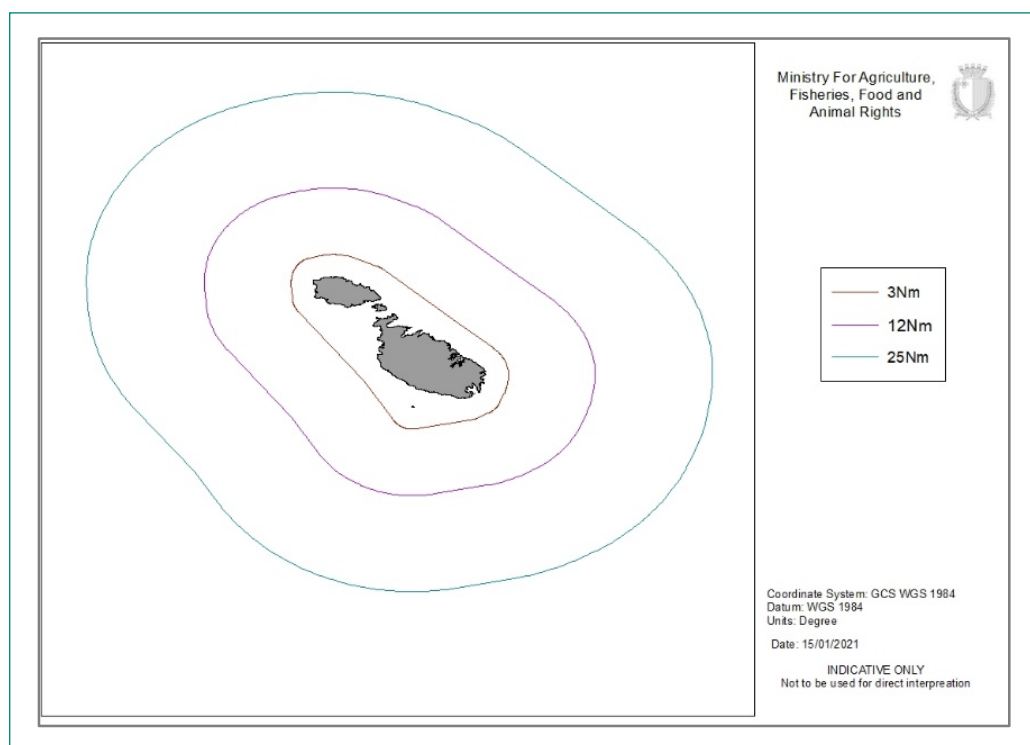 Ministry For Agriculture,
Fisheries, Food and
Animal Rights
3Nm
12Nm
25Nm
Coordinate System: GCS WGS 1984
Datum: WGS 1984
Units: Degree
Date: 15/01/2021
INDICATIVE ONLY
Not to be used for direct interpreation